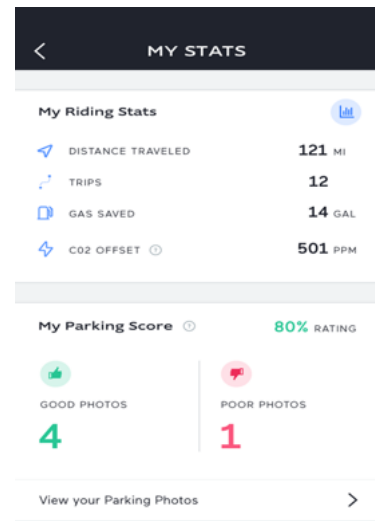 MY STATS
My Riding Stats
DISTANCE TRAVELED 121 MI
TRIPS 12
GAS SAVED 14 GAL
C02 OFFSET ? 501 PPM
My Parking Score ? 80% RATING
GOOD PHOTOS POOR PHOTOS
4 1
View your Parking Photos